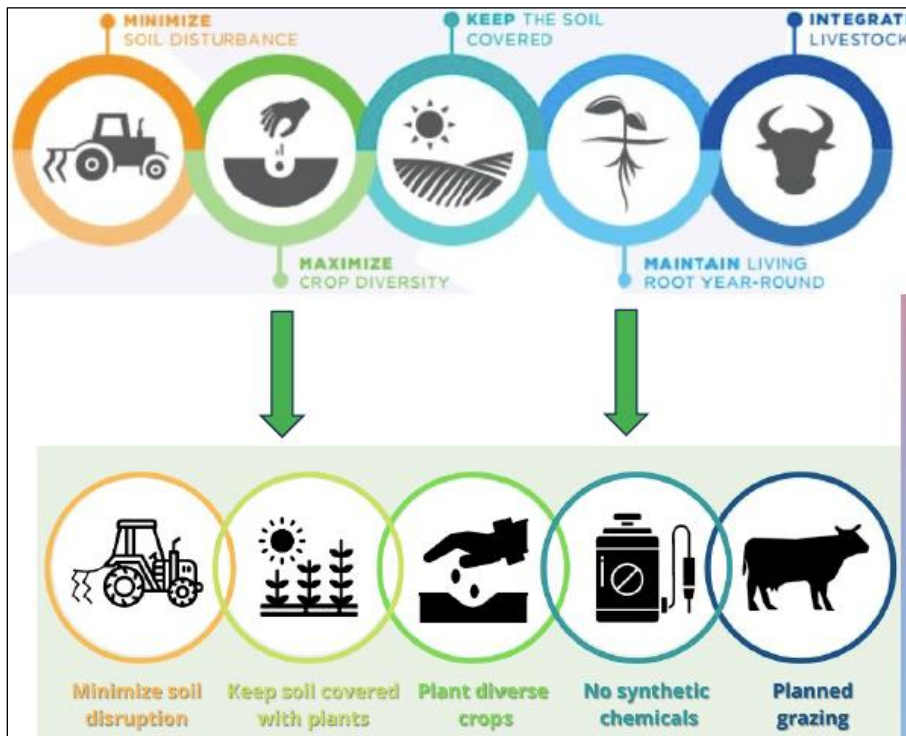 MINIMIZE
SOIL DISTURBANCE
KEEP THE SOIL
COVERED
INTEGRATE
LIVESTOCK
MAXIMIZE
CROP DIVERSITY
MAINTAIN LIVING
ROOT YEAR-ROUND
Minimize soil
disruption
Keep soil covered
with plants
Plant diverse
crops
No synthetic
chemicals
Planned
grazing